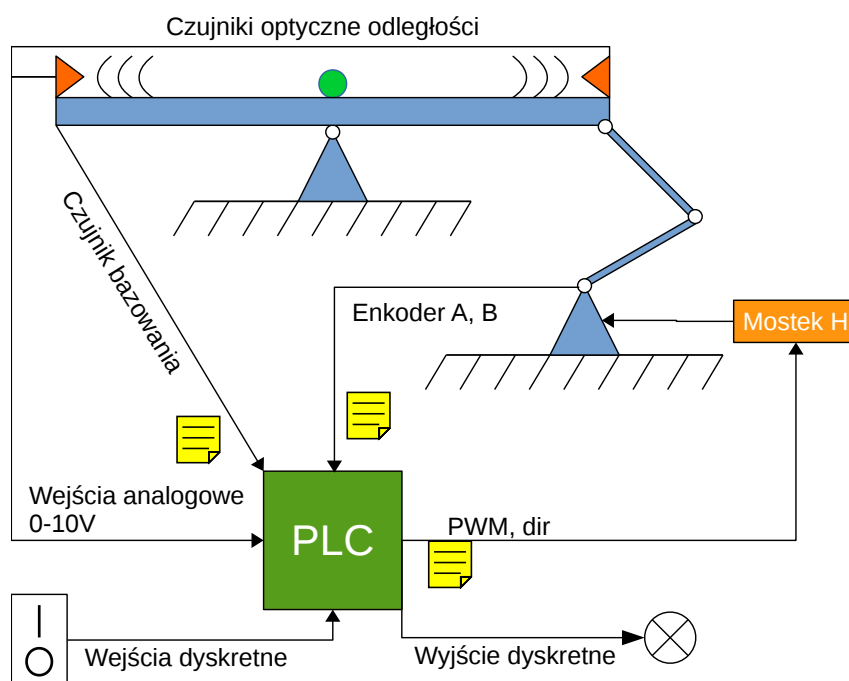 Czujniki optyczne odległości
Czujnik bazowania
Enkoder A, B
Mostek H
Wejścia analogowe
0-10V
PLC
PWM, dir
Wejścia dyskretne
Wyjście dyskretne